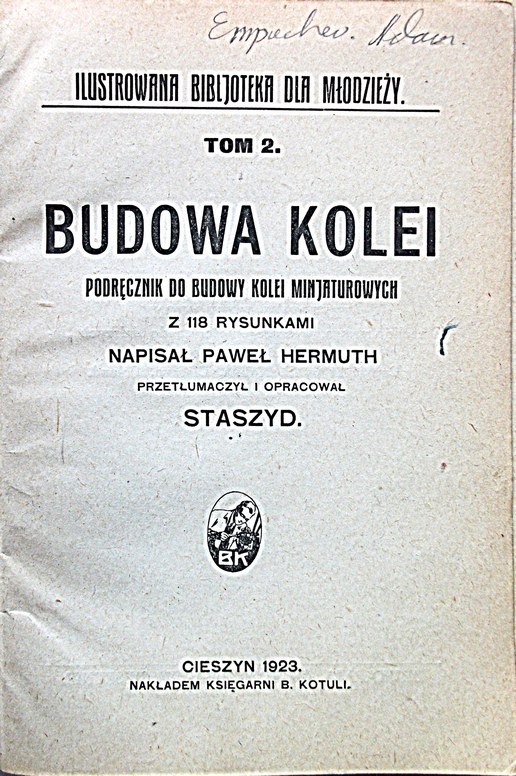 Adam.
ILUSTROWANA BIBLJOTEKA DLA MŁODZIEŻY.
TOM 2.
BUDOWA KOLEI
PODRĘCZNIK DO BUDOWY KOLEI MINJATUROWYCH
Z 118 RYSUNKAMI
NAPISAŁ PAWEŁ HERMUTH
PRZETŁUMACZYŁ I OPRACOWAŁ
STASZYD.
BK
CIESZYN 1923.
NAKŁADEM KSIĘGARNI B. KOTULI.